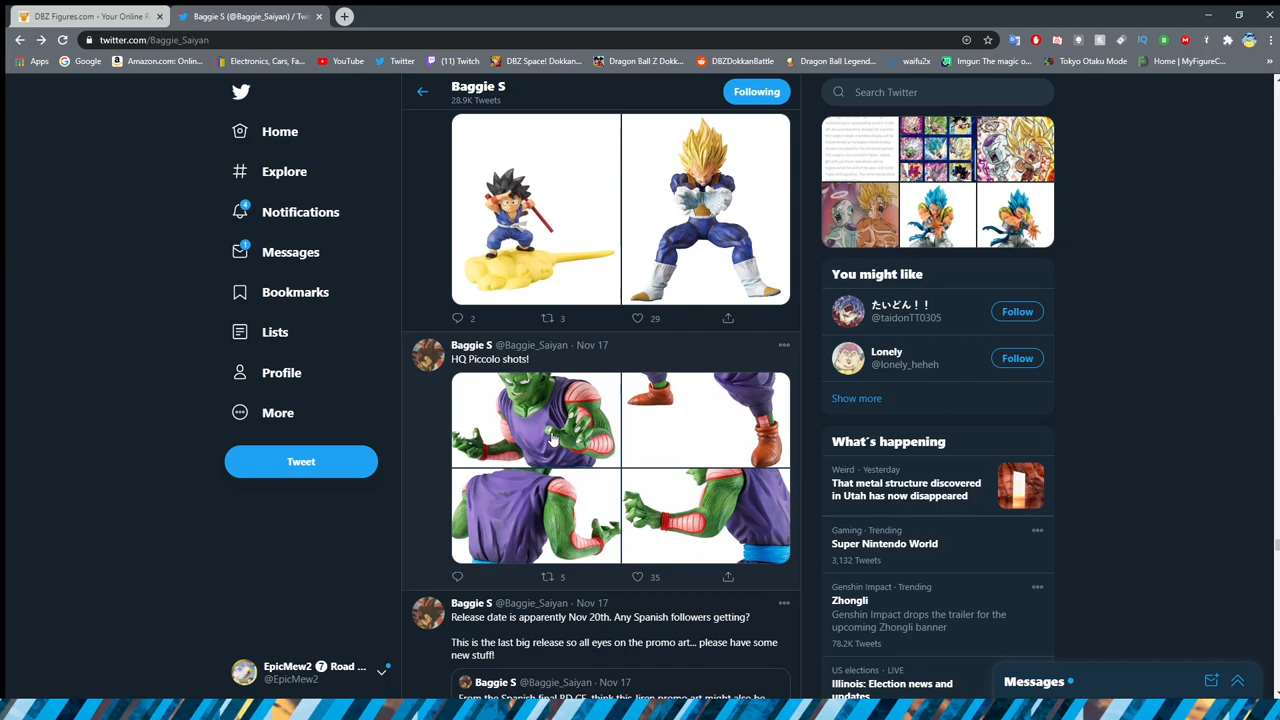 DBZ Figures.com - Your Online R
Baggie S (@Baggie_Saiyan) / Twi
twitter.com/Baggie_Saiyan
Apps
Google
Amazon.com: Onlin...
Electronics, Cars, Fa...
YouTube
Twitter
(11) Twitch
DBZ Space! Dokkan...
Dragon Ball Z Dokk...
DBZDokkanBattle
Dragon Ball Legend...
waifu2x
Imgur: The magic o...
Tokyo Otaku Mode
Home | MyFigureC...
Baggie S
28.9K Tweets
Following
Search Twitter
Home
Explore
4
Notifications
1
Messages
Bookmarks
Lists
Profile
More
Tweet
EpicMew2 7 Road ...
@EpicMew2
2
3
29
Baggie S @Baggie_Saiyan · Nov 17
HQ Piccolo shots!
5
35
Baggie S @Baggie_Saiyan · Nov 17
Release date is apparently Nov 20th. Any Spanish followers getting?
This is the last big release so all eyes on the promo art... please have some
new stuff!
Baggie S @Baggie_Saiyan · Nov 17
You might like
たいどん！！
@taidonTT0305
Follow
Lonely
@lonely_heheh
Follow
Show more
What's happening
Weird · Yesterday
That metal structure discovered
in Utah has now disappeared
Gaming · Trending
Super Nintendo World
3,132 Tweets
Genshin Impact · Trending
Zhongli
Genshin Impact drops the trailer for the
upcoming Zhongli banner
78.2K Tweets
US elections · LIVE
Illinois: Election news and
updates
Messages